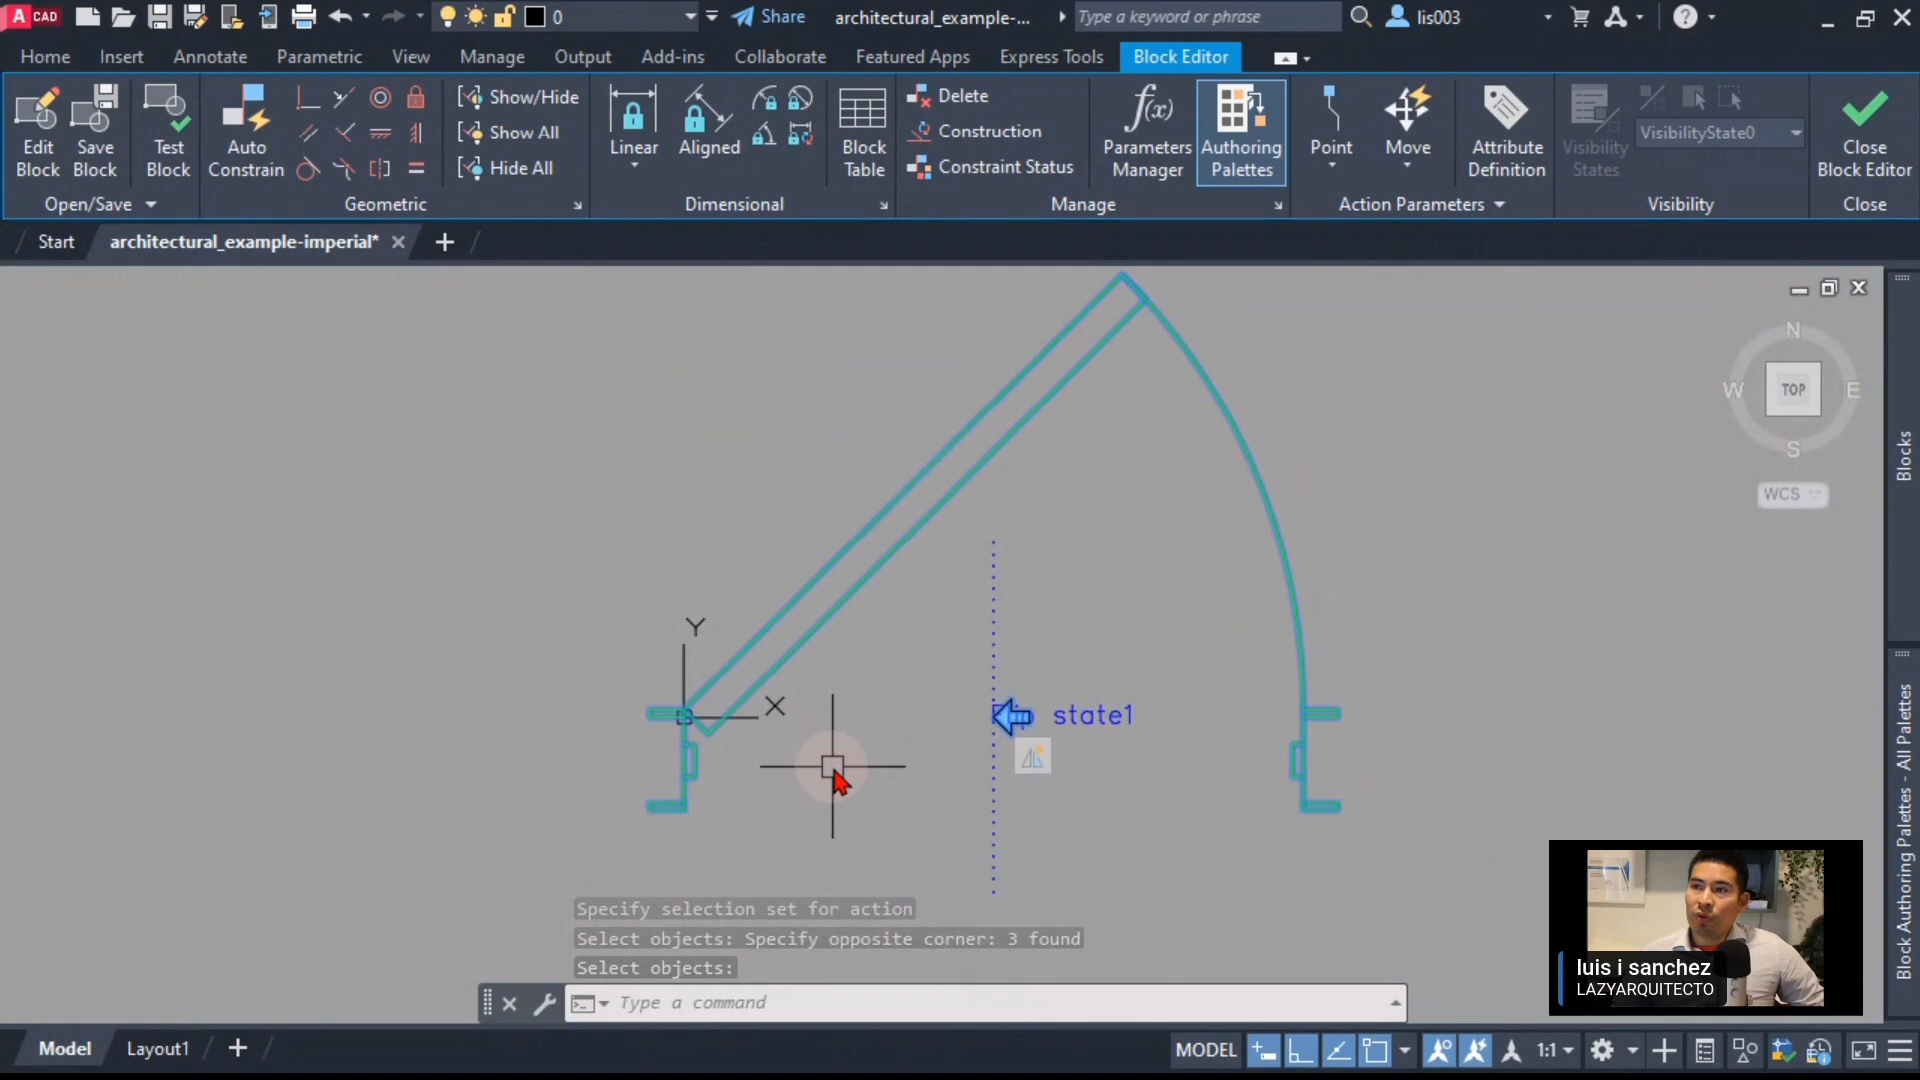 A CAD
0
Share
architectural_example-...
Type a keyword or phrase
lis003
Home
Insert
Annotate
Parametric
View
Manage
Output
Add-ins
Collaborate
Featured Apps
Express Tools
Block Editor
Edit Block
Save Block
Test Block
Auto Constrain
Show/Hide
Show All
Hide All
Linear
Aligned
Block Table
Delete
Construction
Constraint Status
f(x)
Parameters Manager
Authoring Palettes
Point
Move
Attribute Definition
Visibility States
VisibilityState0
Close Block Editor
Open/Save
Geometric
Dimensional
Manage
Action Parameters
Visibility
Close
Start
architectural_example-imperial*
N
W
TOP
E
S
WCS
Blocks
Block Authoring Palettes - All Palettes
Y
X
state1
Specify selection set for action
Select objects: Specify opposite corner: 3 found
Select objects:
Type a command
luis i sanchez
LAZYARQUITECTO
Model
Layout1
MODEL
1:1